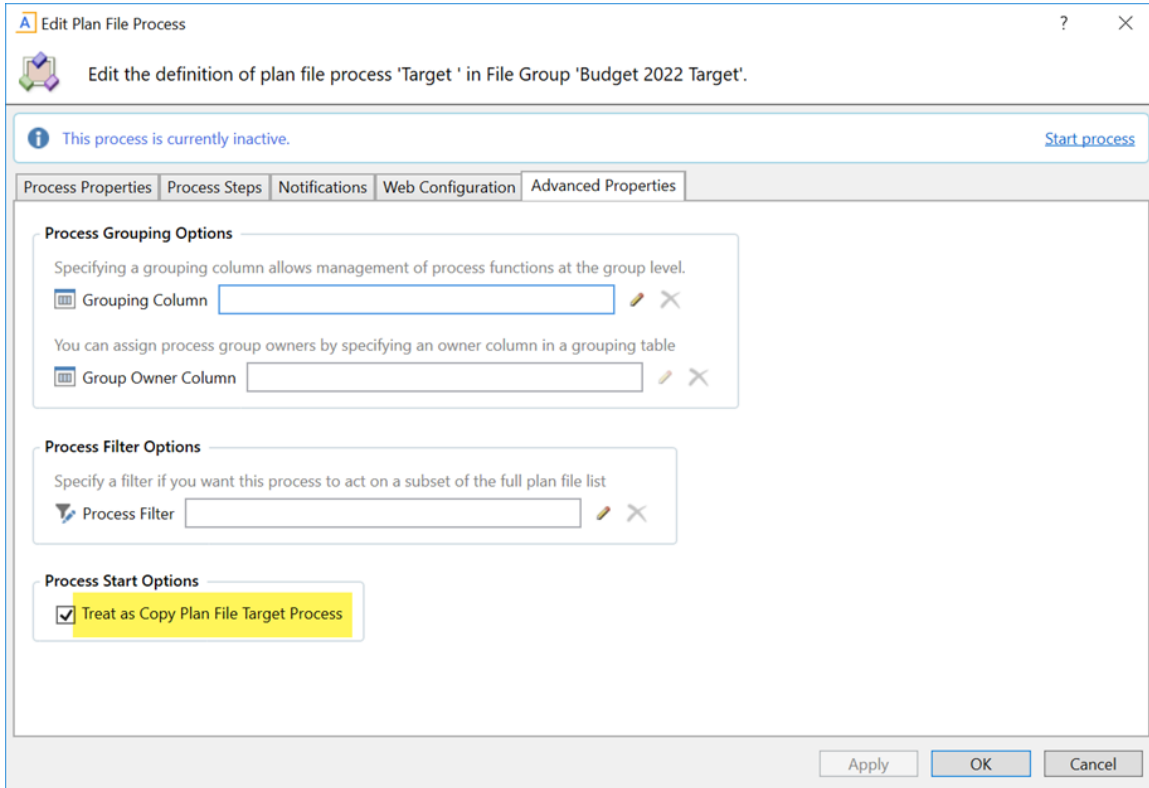 A Edit Plan File Process ?
Edit the definition of plan file process 'Target ' in File Group 'Budget 2022 Target'.
This process is currently inactive. Start process
Process Properties Process Steps Notifications Web Configuration Advanced Properties
Process Grouping Options
Specifying a grouping column allows management of process functions at the group level.
Grouping Column
You can assign process group owners by specifying an owner column in a grouping table
Group Owner Column
Process Filter Options
Specify a filter if you want this process to act on a subset of the full plan file list
Process Filter
Process Start Options
Treat as Copy Plan File Target Process
Apply OK Cancel